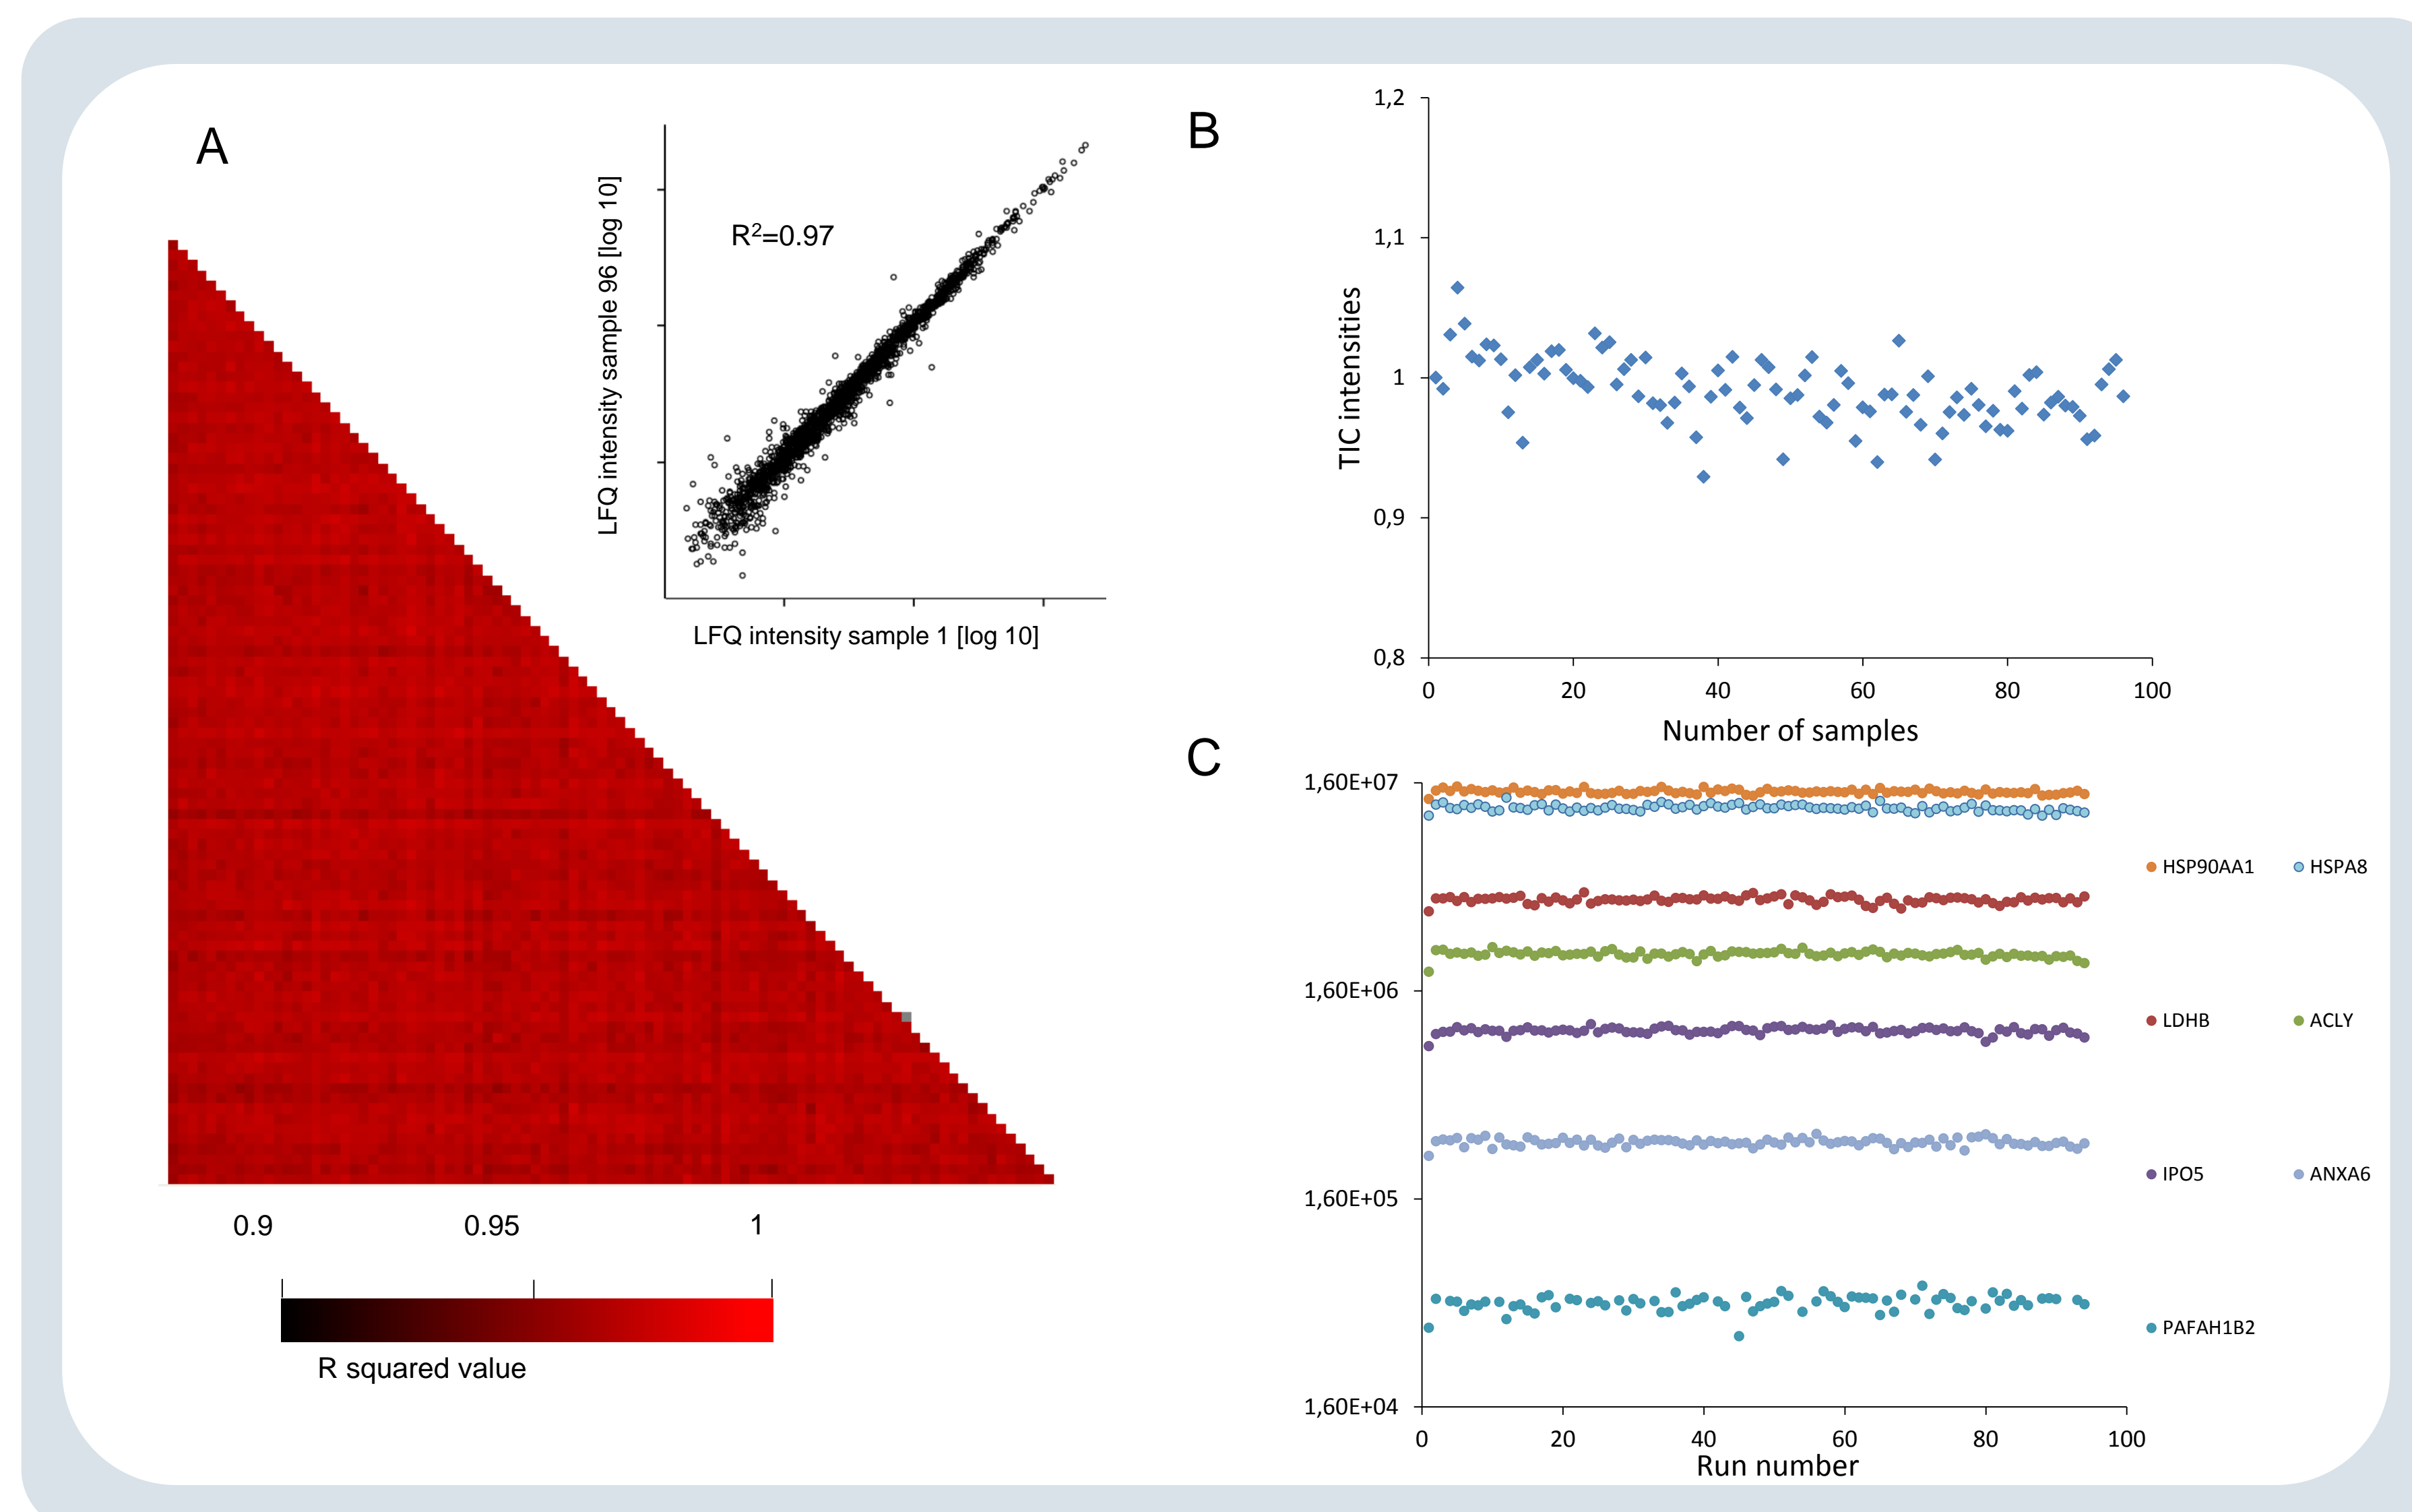 A
LFQ intensity sample 96 [log 10]
R²=0.97
LFQ intensity sample 1 [log 10]
0.9 0.95 1
R squared value
B
TIC intensities
1,2
1,1
1
0,9
0,8
0 20 40 60 80 100
Number of samples
C
1,60E+07
1,60E+06
1,60E+05
1,60E+04
0 20 40 60 80 100
Run number
HSP90AA1 HSPA8
LDHB ACLY
IPO5 ANXA6
PAFAH1B2